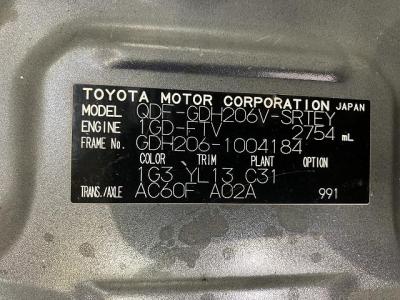 TOYOTA MOTOR CORPORATION JAPAN
MODEL QDF-GDH206V-SRTEY
ENGINE 1GD-FTV 2754 mL
FRAME No. GDH206-1004184
COLOR TRIM PLANT OPTION
1G3 YL13 C31
TRANS./AXLE AC60F A02A 991